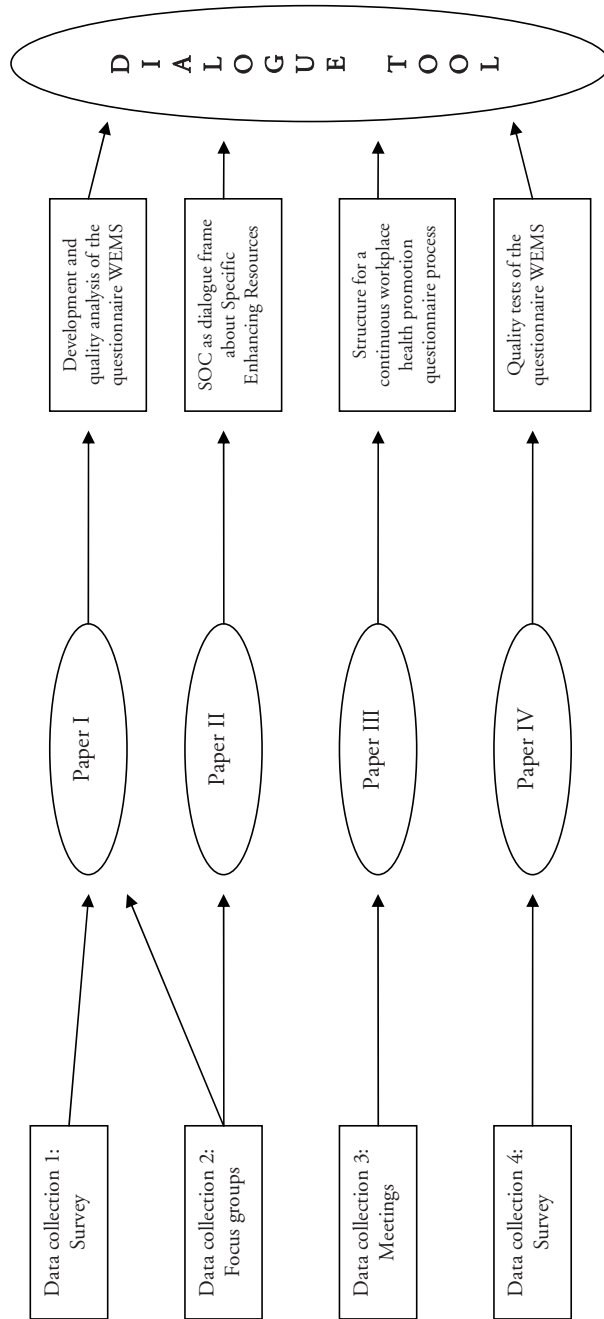 Data collection 1:
Survey
Data collection 2:
Focus groups
Data collection 3:
Meetings
Data collection 4:
Survey
Paper I
Paper II
Paper III
Paper IV
Development and
quality analysis of the
questionnaire WEMS
SOC as dialogue frame
about Specific
Enhancing Resources
Structure for a
continuous workplace
health promotion
questionnaire process
Quality tests of the
questionnaire WEMS
DIALOGUE TOOL